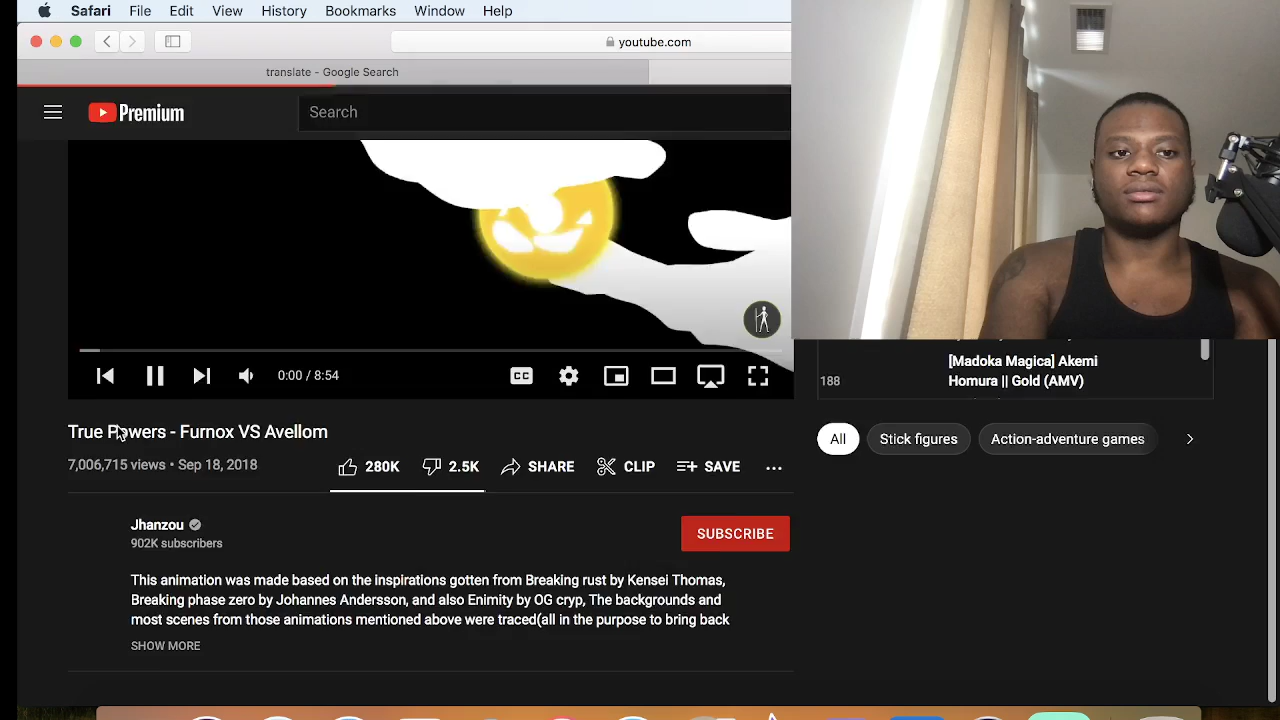 Safari File Edit View History Bookmarks Window Help
youtube.com
translate - Google Search
Premium
Search
0:00 / 8:54
CC
[Madoka Magica] Akemi
188 Homura || Gold (AMV)
True Powers - Furnox VS Avellom
All Stick figures Action-adventure games
7,006,715 views • Sep 18, 2018
280K 2.5K SHARE CLIP SAVE
Jhanzou
902K subscribers
SUBSCRIBE
This animation was made based on the inspirations gotten from Breaking rust by Kensei Thomas,
Breaking phase zero by Johannes Andersson, and also Enimity by OG cryp, The backgrounds and
most scenes from those animations mentioned above were traced(all in the purpose to bring back
SHOW MORE